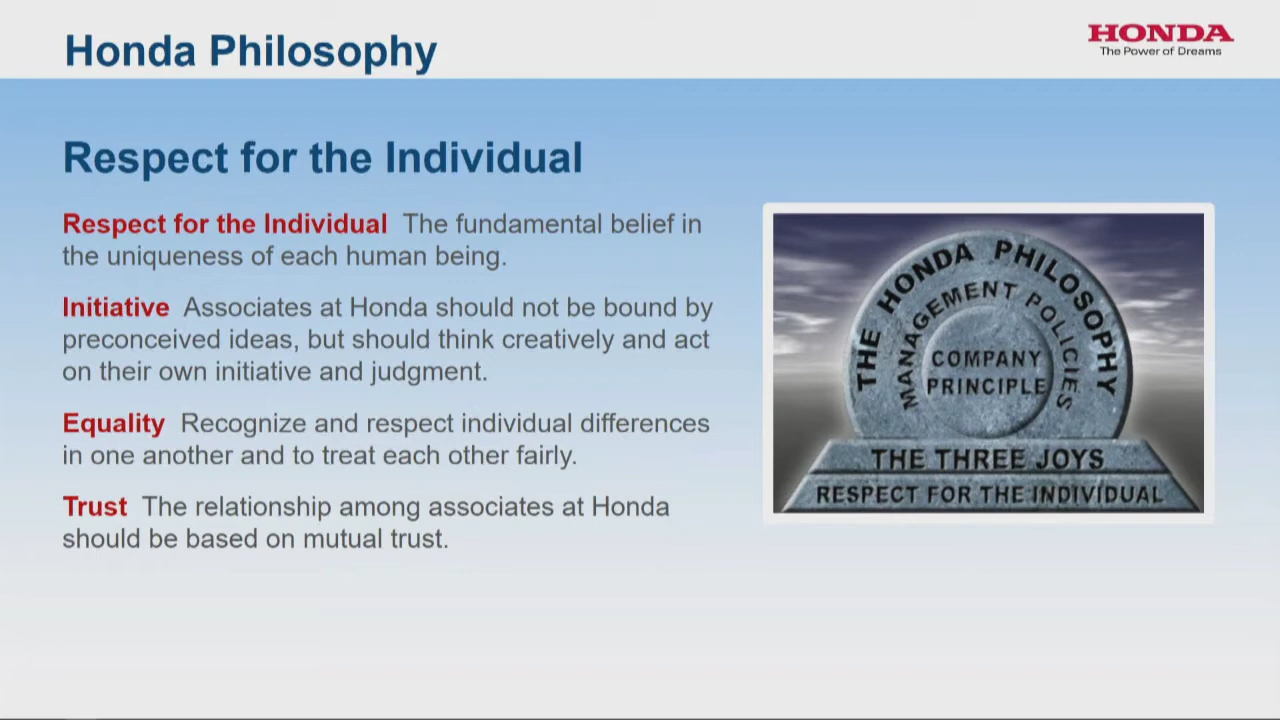 Honda Philosophy
HONDA
The Power of Dreams
Respect for the Individual
Respect for the Individual The fundamental belief in
the uniqueness of each human being.
Initiative Associates at Honda should not be bound by
preconceived ideas, but should think creatively and act
on their own initiative and judgment.
Equality Recognize and respect individual differences
in one another and to treat each other fairly.
Trust The relationship among associates at Honda
should be based on mutual trust.
THE HONDA PHILOSOPHY
MANAGEMENT POLICIES
COMPANY
PRINCIPLE
THE THREE JOYS
RESPECT FOR THE INDIVIDUAL